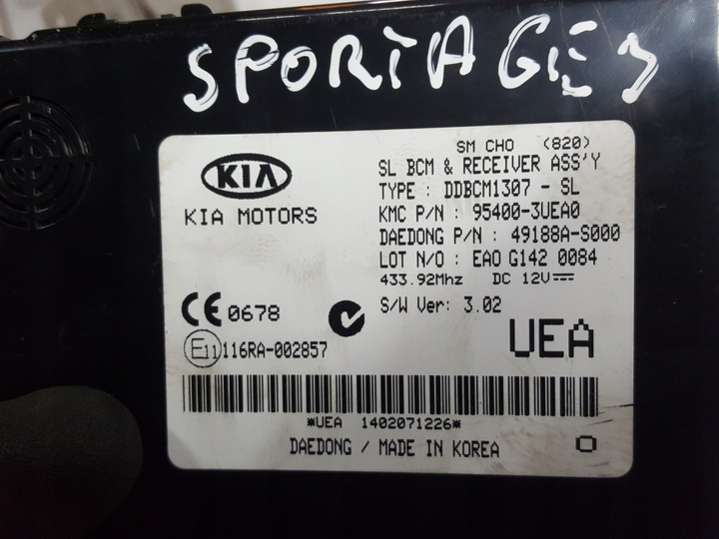 SPORTAGE 3
SM CHO (820)
SL BCM & RECEIVER ASS'Y
TYPE : DDBCM1307 - SL
KIA
KIA MOTORS
KMC P/N : 95400-3UEA0
DAEDONG P/N : 49188A-S000
LOT N/O : EAO G142 0084
433.92Mhz DC 12V
S/W Ver: 3.02
CE 0678
E11 116RA-002857
UEA
*UEA 1402071226*
DAEDONG / MADE IN KOREA O